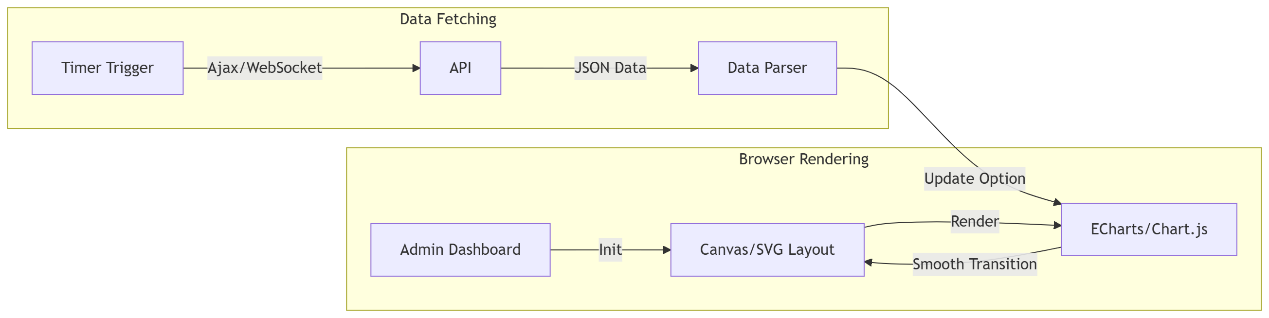 Data Fetching
Timer Trigger
Ajax/WebSocket
API
JSON Data
Data Parser
Browser Rendering
Update Option
Admin Dashboard
Init
Canvas/SVG Layout
Render
Smooth Transition
ECharts/Chart.js